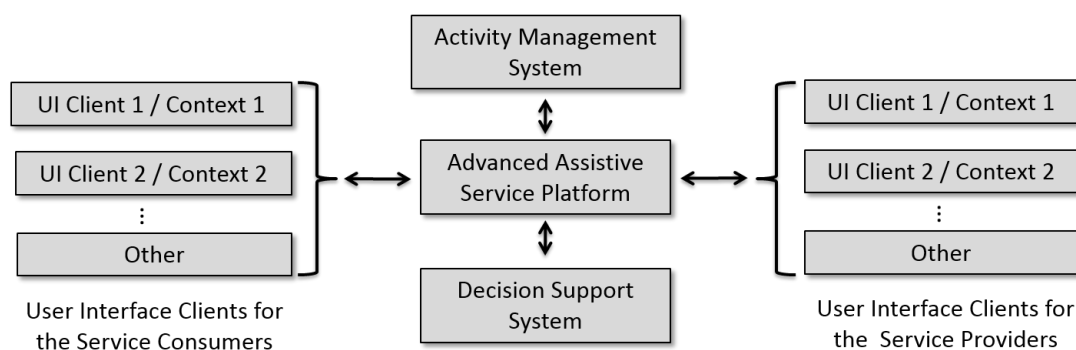 Activity Management
System
UI Client 1 / Context 1
UI Client 2 / Context 2
⋮
Other
User Interface Clients for
the Service Consumers
Advanced Assistive
Service Platform
Decision Support
System
UI Client 1 / Context 1
UI Client 2 / Context 2
⋮
Other
User Interface Clients for
the Service Providers